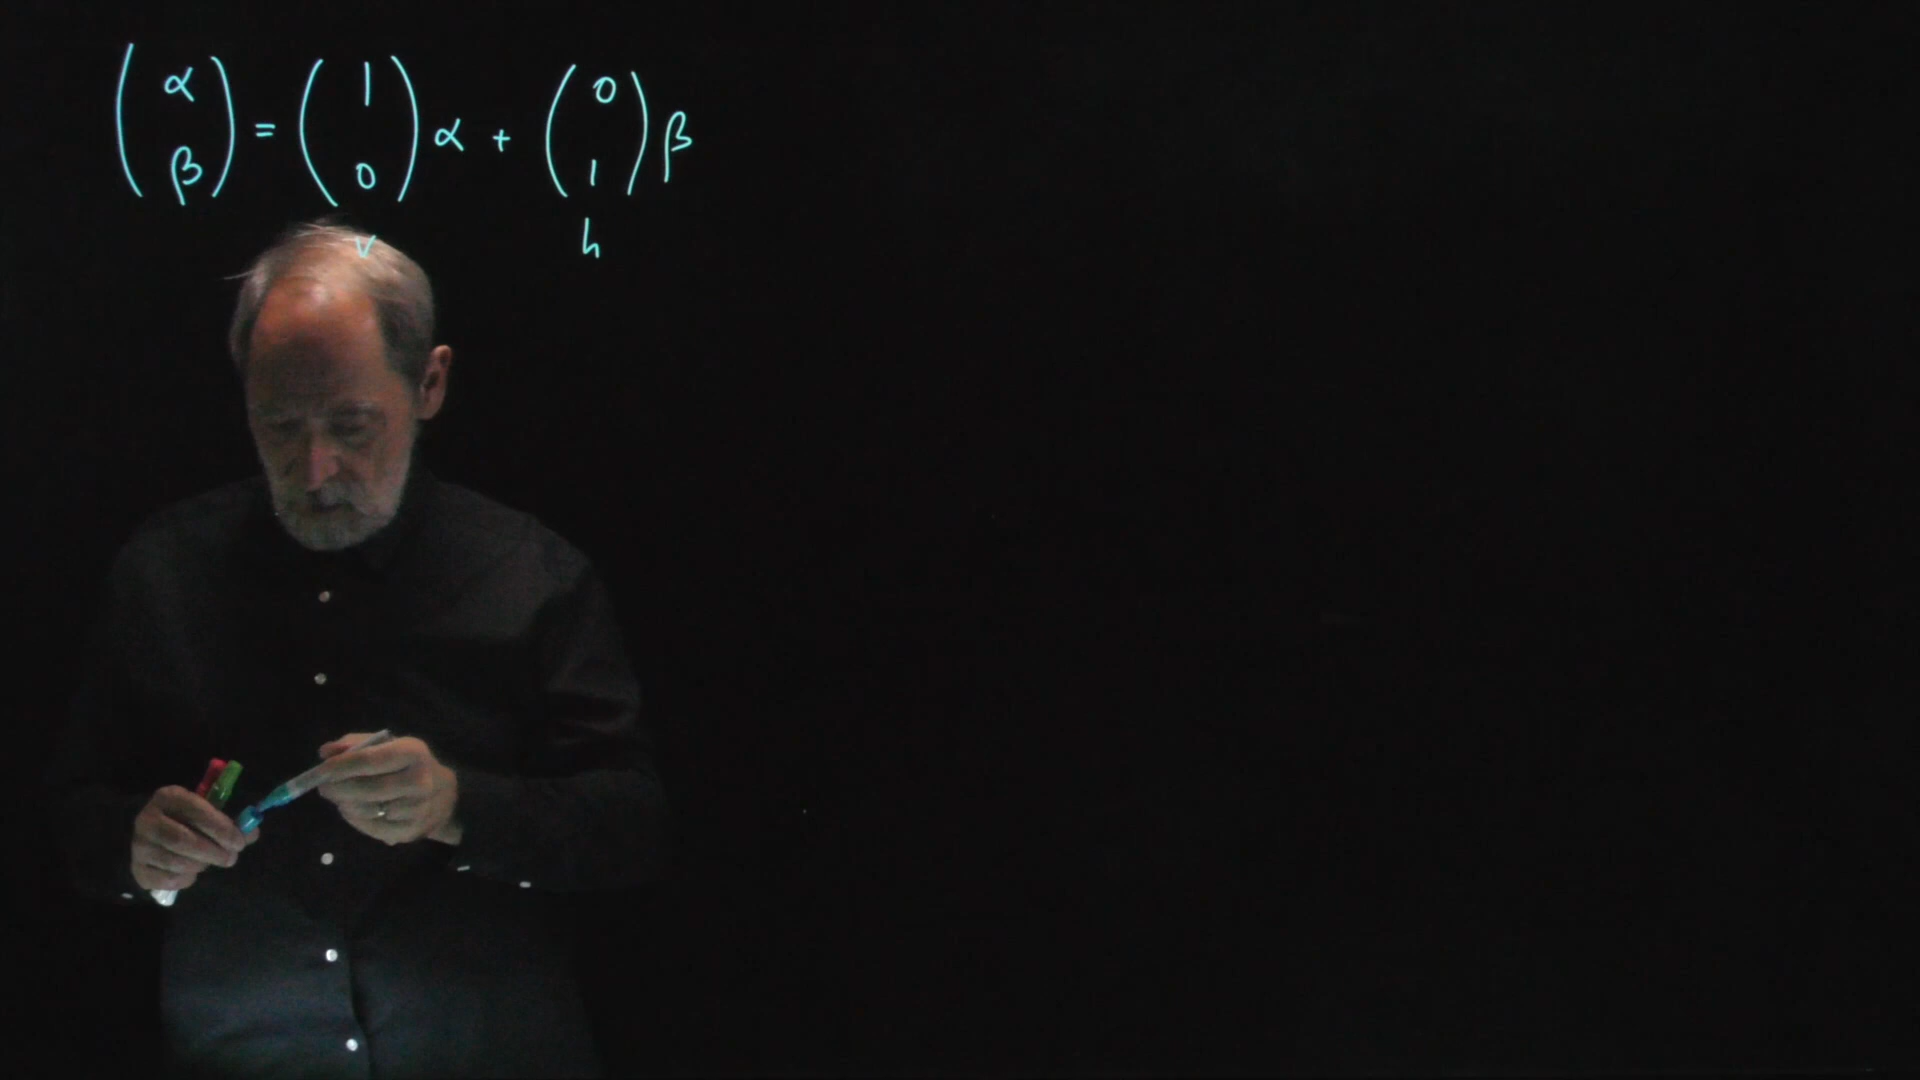 (α β) = (1 0) α + (0 1) β
v h